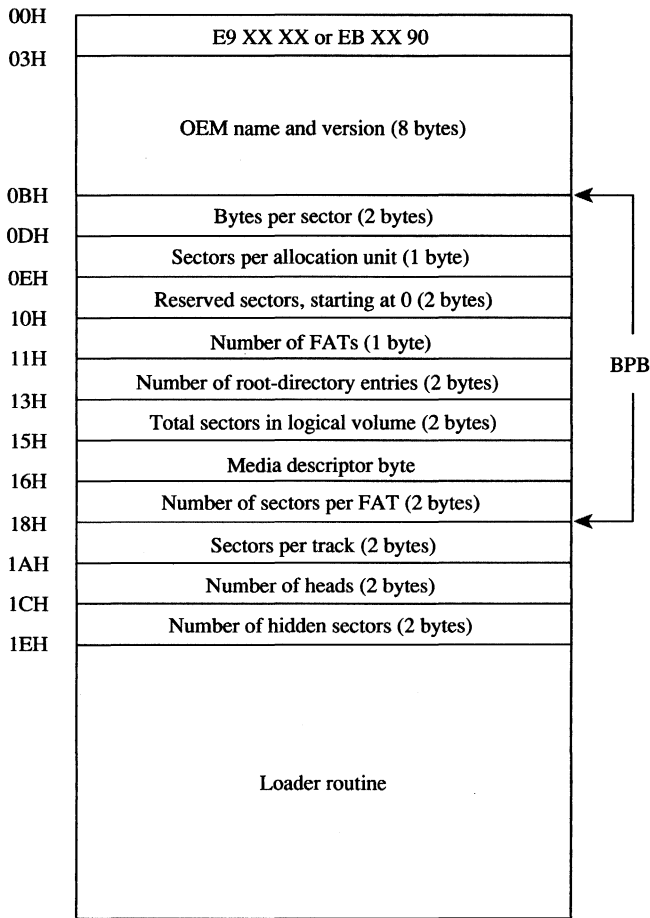 00H
E9 XX XX or EB XX 90
03H
OEM name and version (8 bytes)
0BH
Bytes per sector (2 bytes)
0DH
Sectors per allocation unit (1 byte)
0EH
Reserved sectors, starting at 0 (2 bytes)
10H
Number of FATs (1 byte)
11H
BPB
Number of root-directory entries (2 bytes)
13H
Total sectors in logical volume (2 bytes)
15H
Media descriptor byte
16H
Number of sectors per FAT (2 bytes)
18H
Sectors per track (2 bytes)
1AH
Number of heads (2 bytes)
1CH
Number of hidden sectors (2 bytes)
1EH
Loader routine